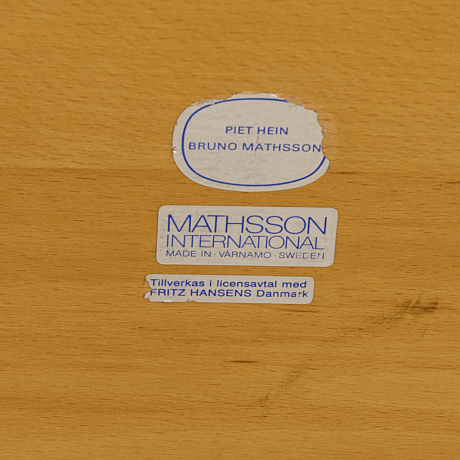 PIET HEIN
BRUNO MATHSSON
MATHSSON
INTERNATIONAL
MADE IN · VÄRNAMO · SWEDEN
Tillverkas i licensavtal med
FRITZ HANSENS Danmark